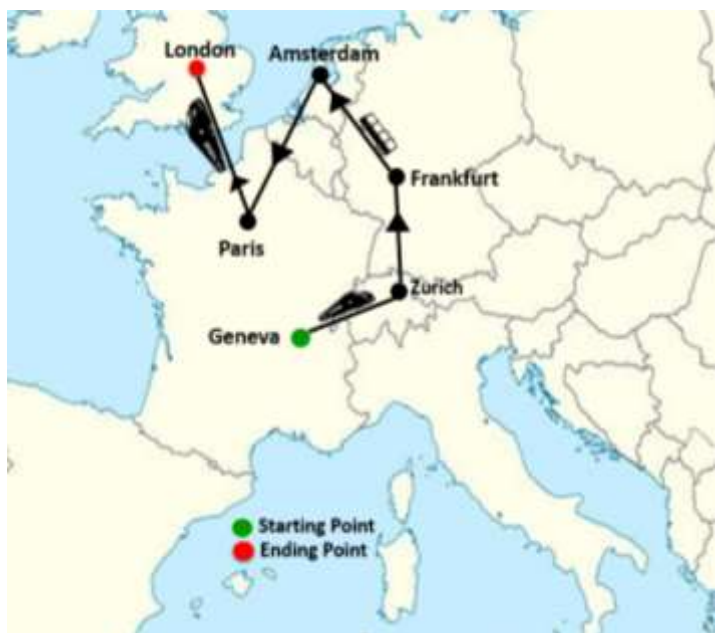 London
Amsterdam
Frankfurt
Paris
Zurich
Geneva
Starting Point
Ending Point